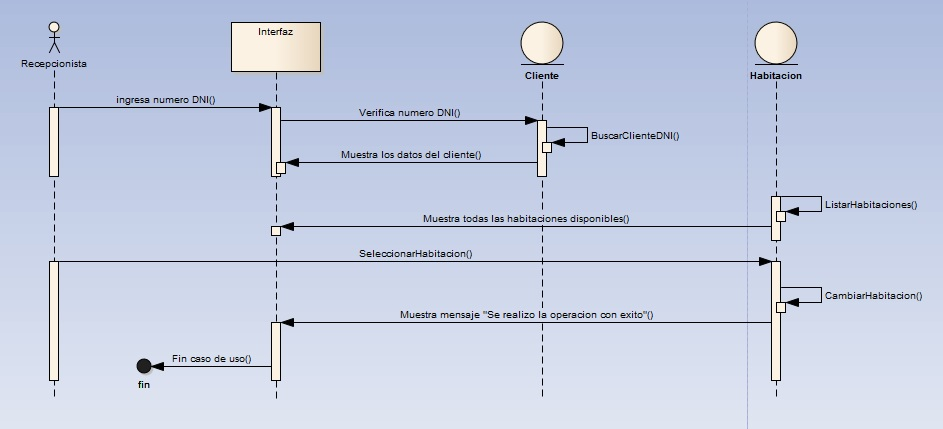 Interfaz
Recepcionista
Cliente
Habitacion
ingresa numero DNI()
Verifica numero DNI()
BuscarClienteDNI()
Muestra los datos del cliente()
ListarHabitaciones()
Muestra todas las habitaciones disponibles()
SeleccionarHabitacion()
CambiarHabitacion()
Muestra mensaje "Se realizo la operacion con exito"()
Fin caso de uso()
fin